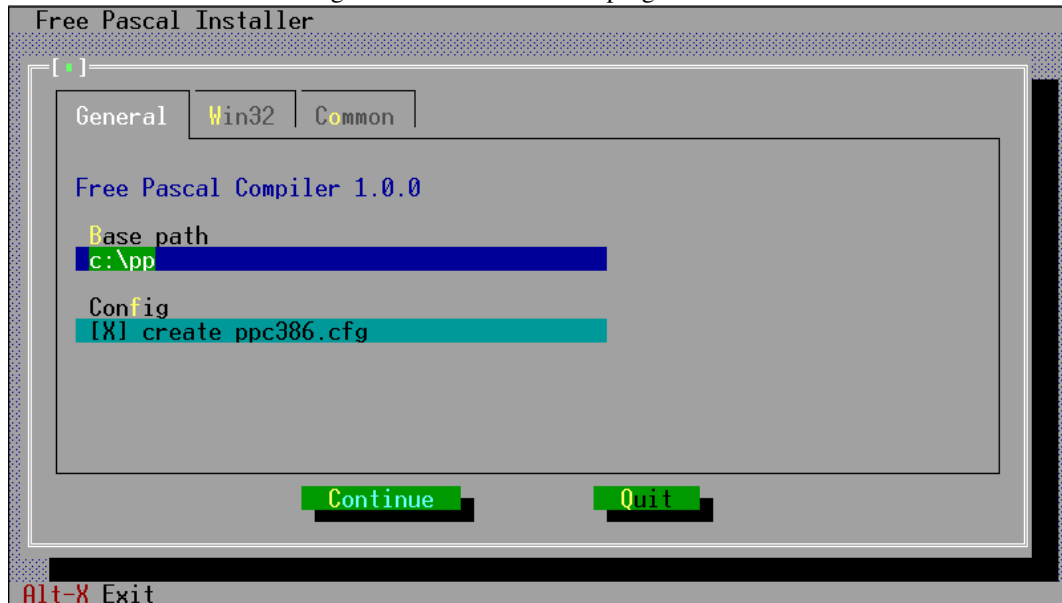 Free Pascal Installer
[▪]
General Win32 Common
Free Pascal Compiler 1.0.0
Base path
c:\pp
Config
[X] create ppc386.cfg
Continue Quit
Alt-X Exit